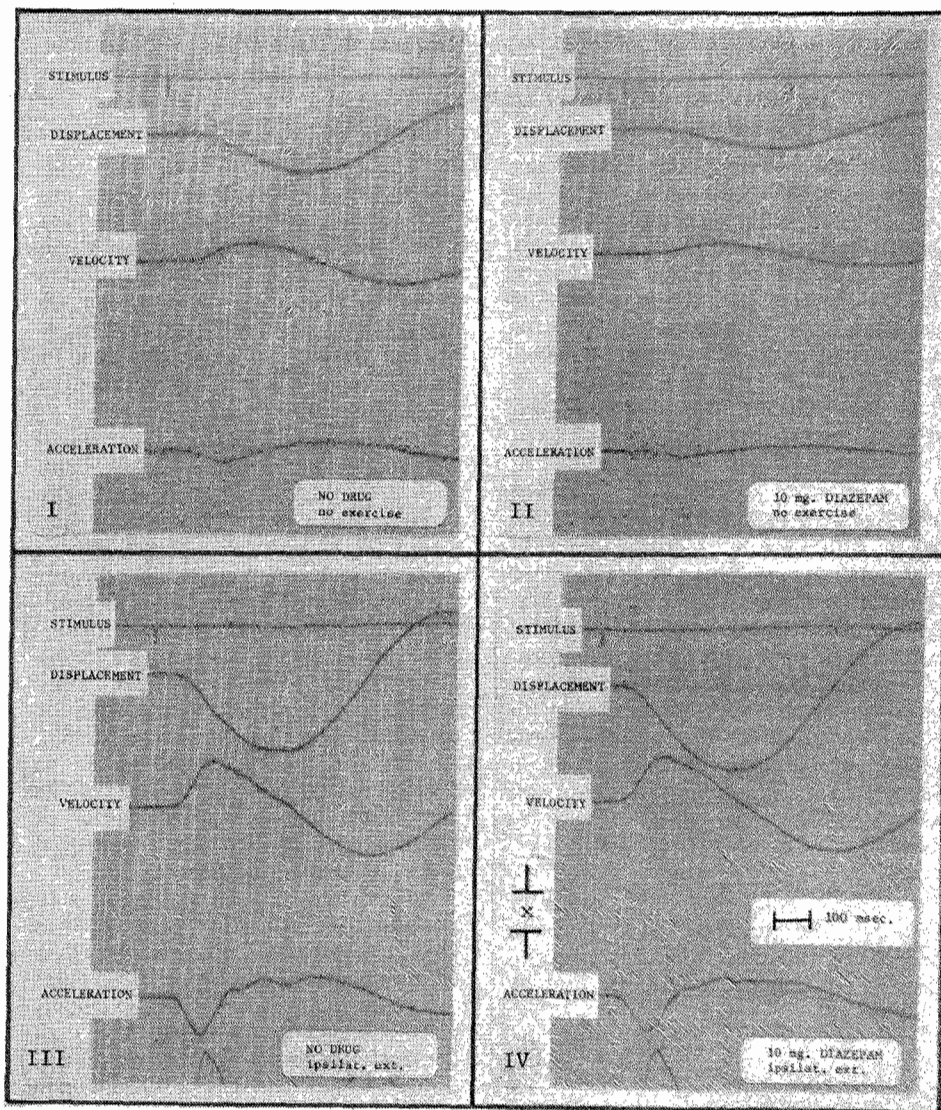 STIMULUS
DISPLACEMENT
VELOCITY
ACCELERATION
NO DRUG
no exercise
I
STIMULUS
DISPLACEMENT
VELOCITY
ACCELERATION
10 mg. DIAZEPAM
no exercise
II
STIMULUS
DISPLACEMENT
VELOCITY
ACCELERATION
NO DRUG
ipsilat. ext.
III
STIMULUS
DISPLACEMENT
VELOCITY
x
100 msec.
ACCELERATION
10 mg. DIAZEPAM
ipsilat. ext.
IV